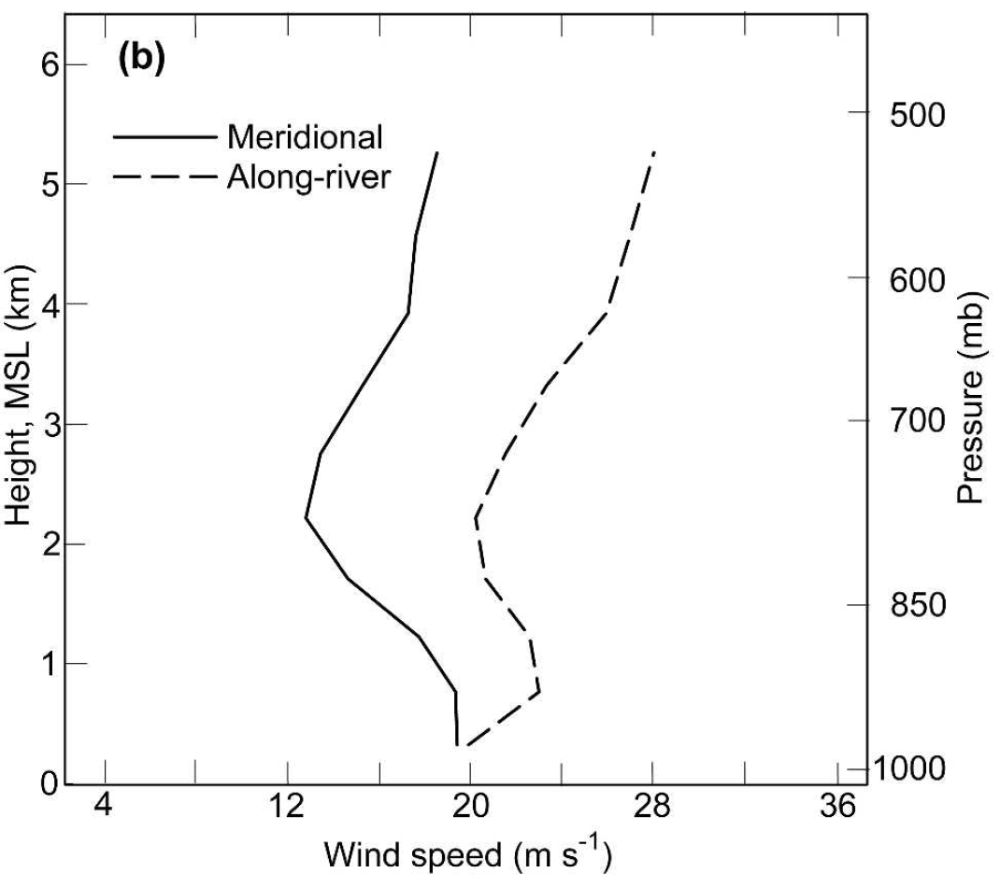 (b)
Meridional
Along-river
6
5
4
3
2
1
0
Height, MSL (km)
500
600
700
850
1000
Pressure (mb)
4 12 20 28 36
Wind speed (m s⁻¹)